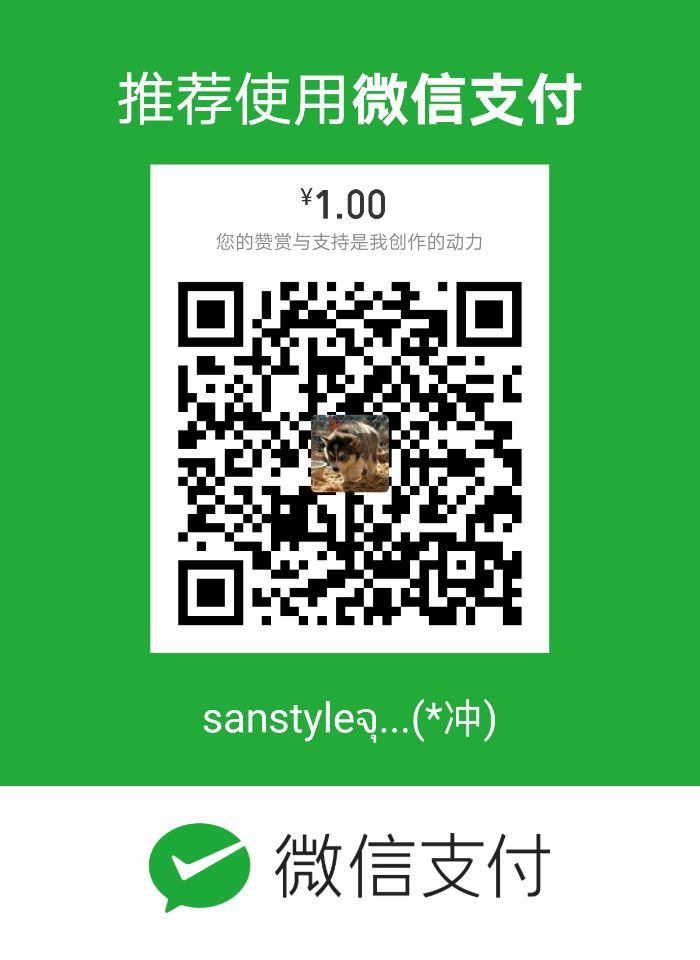 推荐使用微信支付
¥1.00
您的赞赏与支持是我创作的动力
sanstyleจุ...(*冲)
微信支付